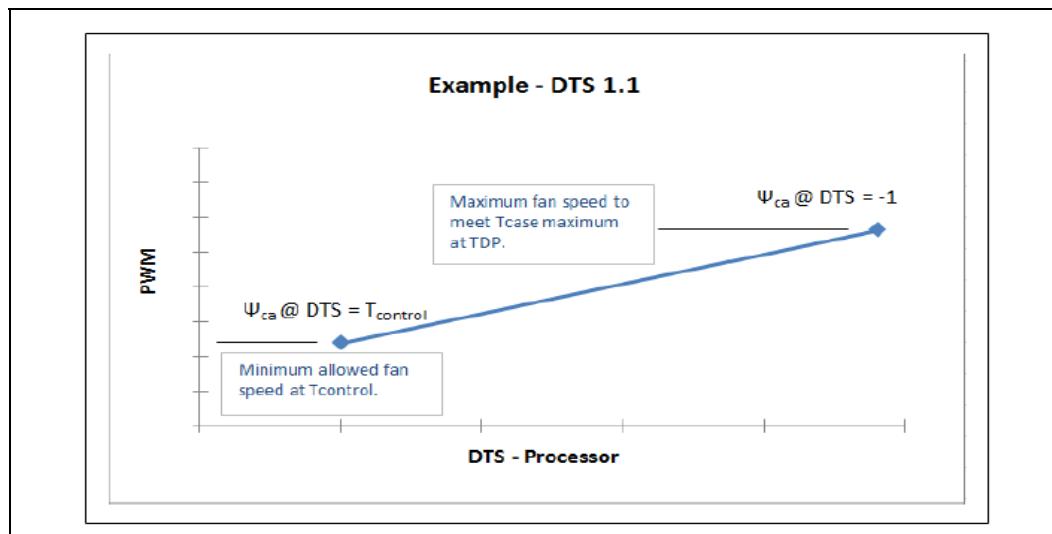 Example - DTS 1.1
Maximum fan speed to
meet Tcase maximum
at TDP.
Ψca @ DTS = -1
PWM
Ψca @ DTS = Tcontrol
Minimum allowed fan
speed at Tcontrol.
DTS - Processor